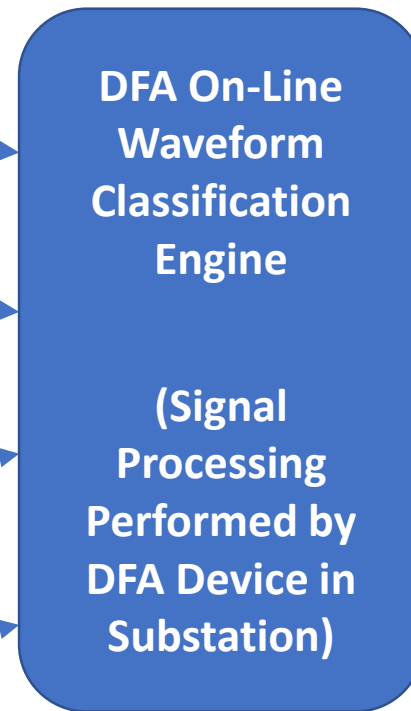 DFA On-Line
Waveform
Classification
Engine
(Signal
Processing
Performed by
DFA Device in
Substation)